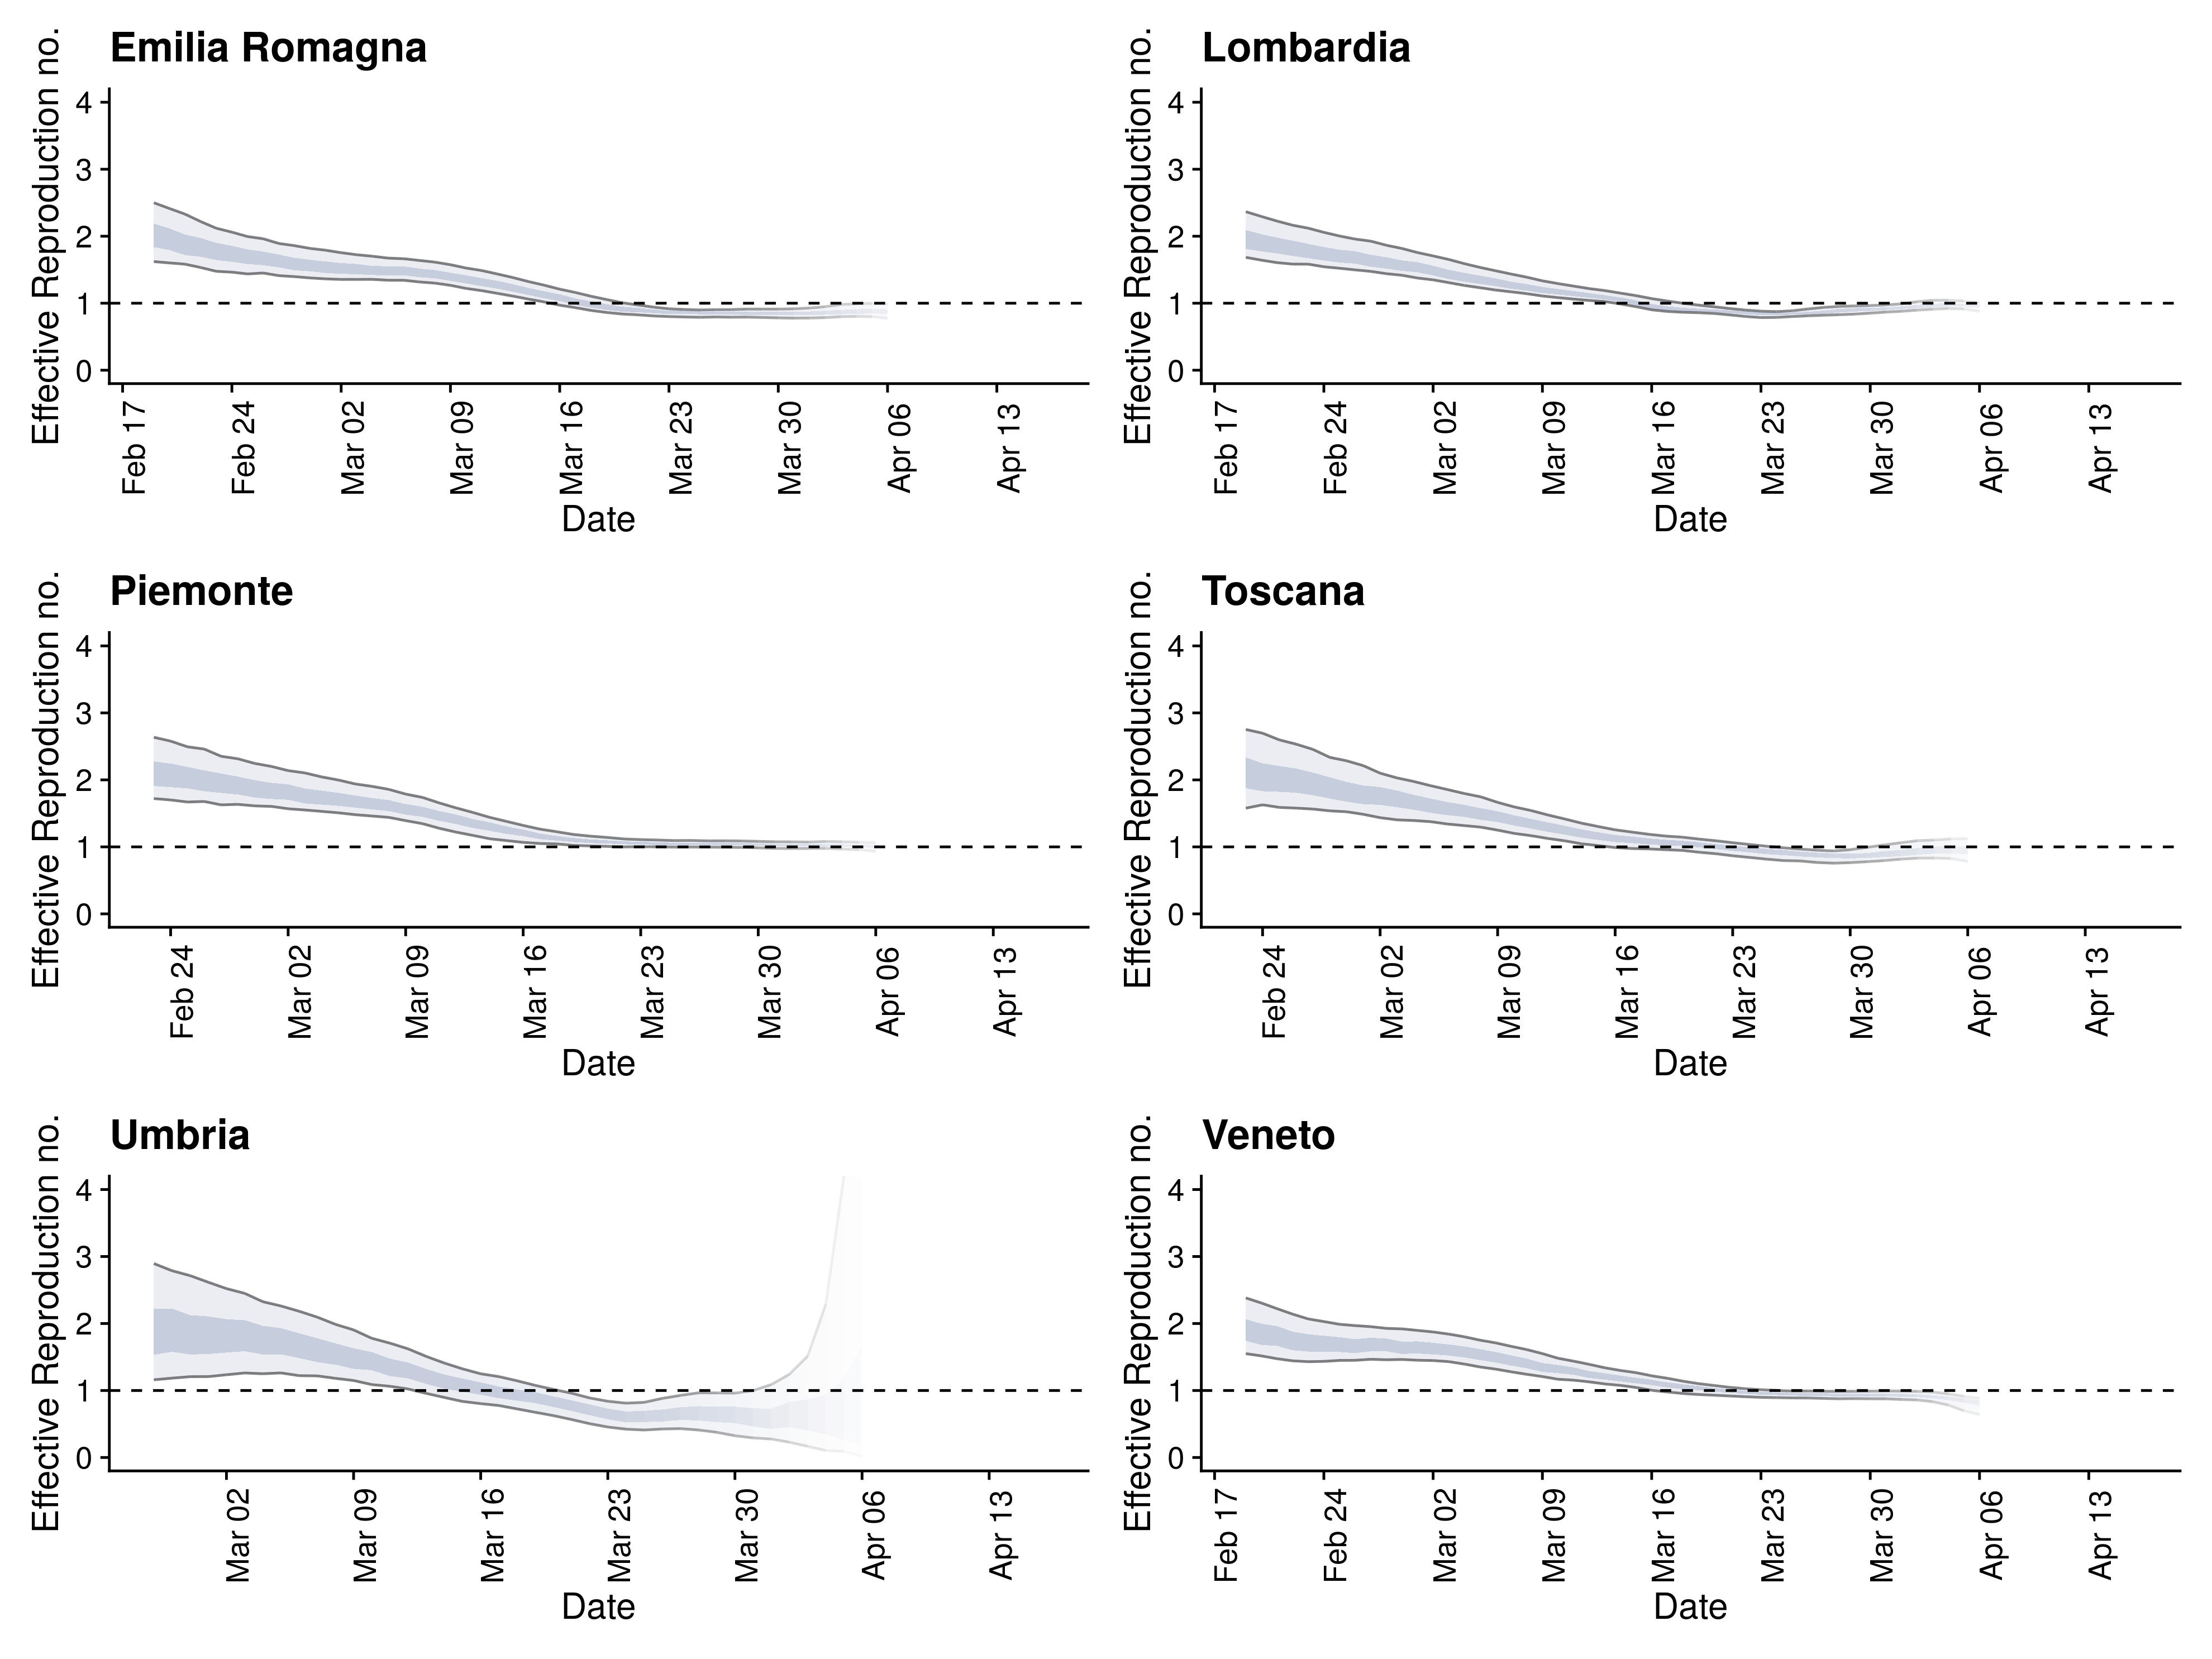 Emilia Romagna
Effective Reproduction no.
4
3
2
1
0
Feb 17
Feb 24
Mar 02
Mar 09
Mar 16
Mar 23
Mar 30
Apr 06
Apr 13
Date
Lombardia
Effective Reproduction no.
4
3
2
1
0
Feb 17
Feb 24
Mar 02
Mar 09
Mar 16
Mar 23
Mar 30
Apr 06
Apr 13
Date
Piemonte
Effective Reproduction no.
4
3
2
1
0
Feb 24
Mar 02
Mar 09
Mar 16
Mar 23
Mar 30
Apr 06
Apr 13
Date
Toscana
Effective Reproduction no.
4
3
2
1
0
Feb 24
Mar 02
Mar 09
Mar 16
Mar 23
Mar 30
Apr 06
Apr 13
Date
Umbria
Effective Reproduction no.
4
3
2
1
0
Mar 02
Mar 09
Mar 16
Mar 23
Mar 30
Apr 06
Apr 13
Date
Veneto
Effective Reproduction no.
4
3
2
1
0
Feb 17
Feb 24
Mar 02
Mar 09
Mar 16
Mar 23
Mar 30
Apr 06
Apr 13
Date